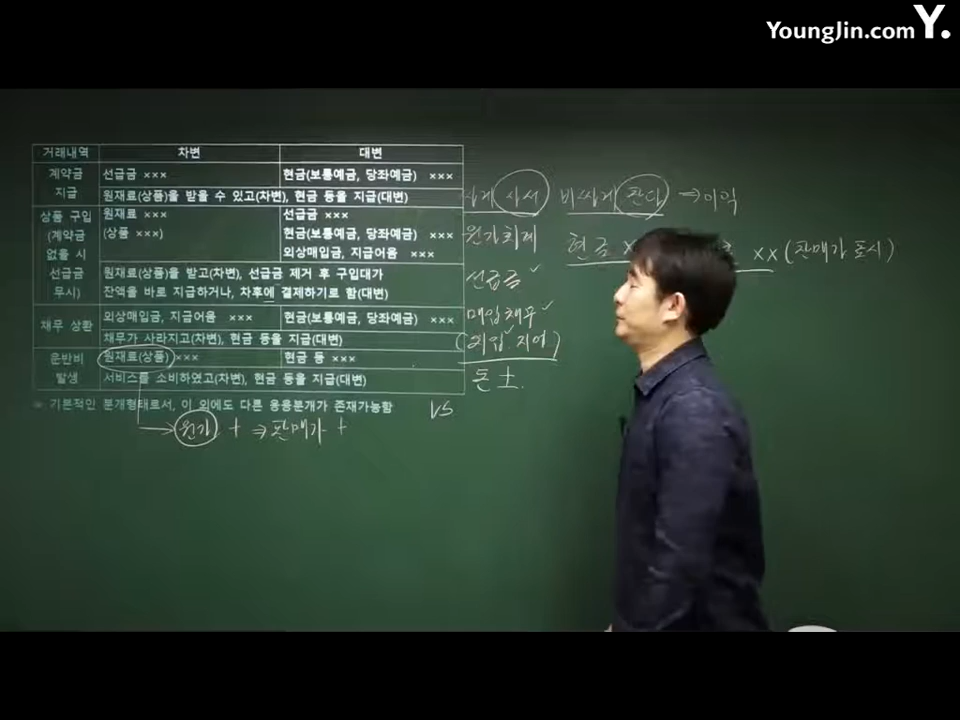 YoungJin.com Y.
거래내역 차변 대변
계약금 지급 선급금 ××× 현금(보통예금, 당좌예금) ×××
원재료(상품)을 받을 수 있고(차변), 현금 등을 지급(대변)
상품 구입 원재료 ××× 선급금 ×××
(계약금 (상품 ×××) 현금(보통예금, 당좌예금) ×××
없을 시 외상매입금, 지급어음 ×××
선급금 원재료(상품)을 받고(차변), 선급금 제거 후 구입대가
무시) 잔액을 바로 지급하거나, 차후에 결제하기로 함(대변)
채무 상환 외상매입금, 지급어음 ××× 현금(보통예금, 당좌예금) ×××
채무가 사라지고(차변), 현금 등을 지급(대변)
운반비 원재료(상품) ××× 현금 등 ×××
발생 서비스를 소비하였고(차변), 현금 등을 지급(대변)
기본적인 분개형태로서, 이 외에도 다른 응용분개가 존재가능함
원가 + ⇒ 판매가 +
싸게 사서 비싸게 판다 ⇒ 이익
현금 ×
×× (판매가 표시)
선급금
매입채무
vs